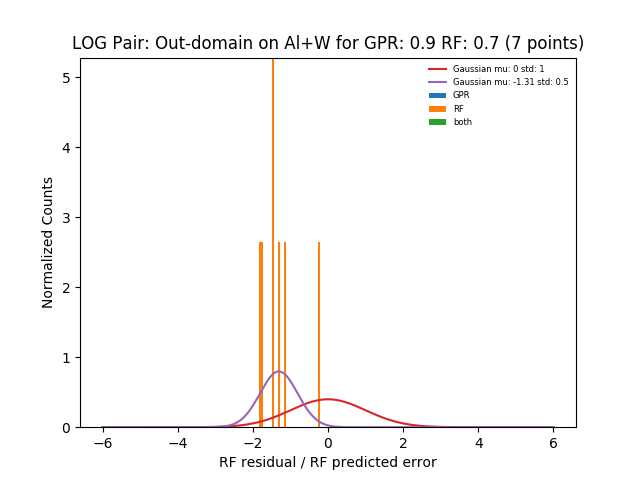 LOG Pair: Out-domain on Al+W for GPR: 0.9 RF: 0.7 (7 points)
Gaussian mu: 0 std: 1
Gaussian mu: -1.31 std: 0.5
GPR
RF
both
Normalized Counts
5
4
3
2
1
0
−6 −4 −2 0 2 4 6
RF residual / RF predicted error